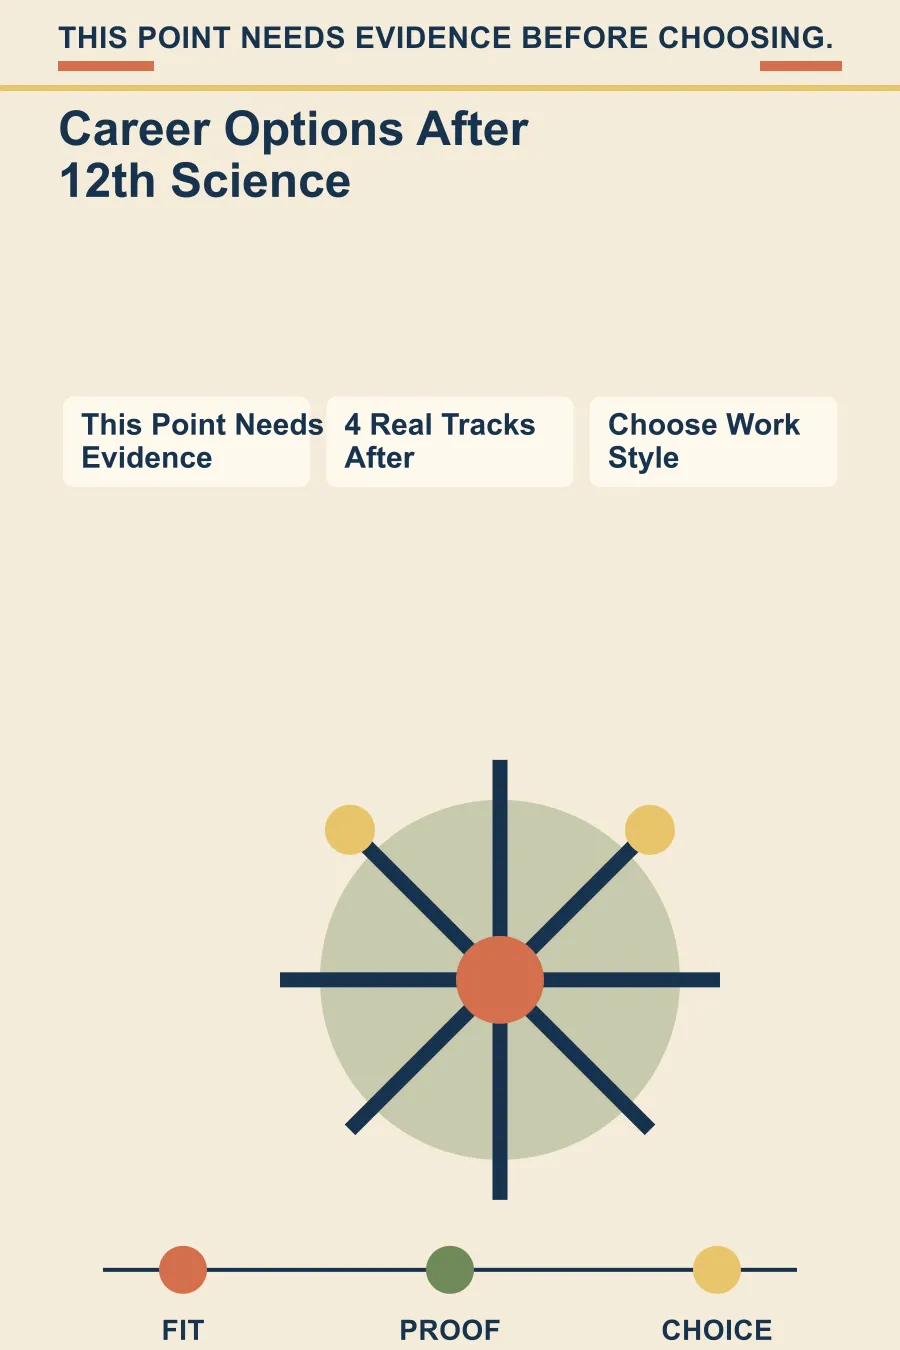 THIS POINT NEEDS EVIDENCE BEFORE CHOOSING.
Career Options After
12th Science
This Point Needs
Evidence
4 Real Tracks
After
Choose Work
Style
FIT
PROOF
CHOICE